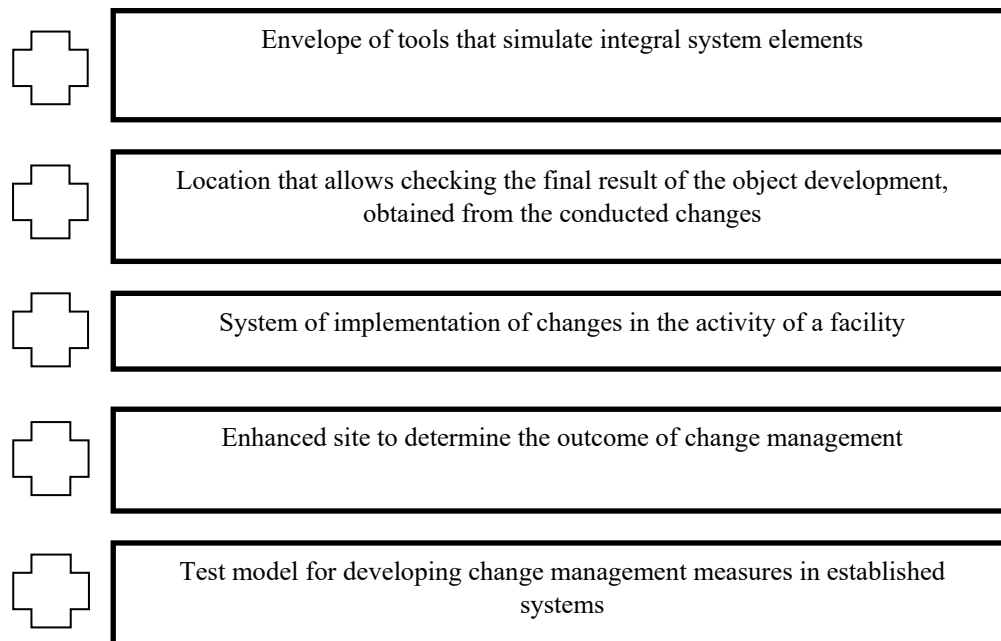 Envelope of tools that simulate integral system elements
Location that allows checking the final result of the object development,
obtained from the conducted changes
System of implementation of changes in the activity of a facility
Enhanced site to determine the outcome of change management
Test model for developing change management measures in established
systems